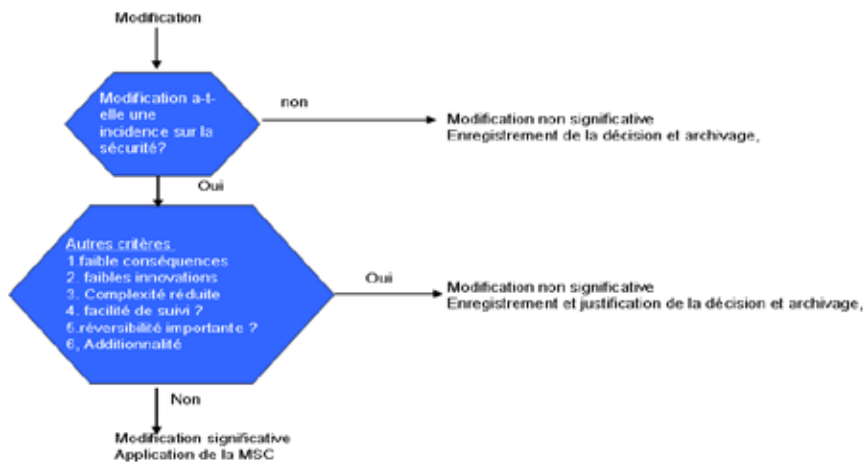 Modification
Modification a-t-
elle une
incidence sur la
sécurité?
non
Modification non significative
Enregistrement de la décision et archivage,
Oui
Autres critères
1.faible conséquences
2. faibles innovations
3. Complexité réduite
4. facilité de suivi ?
5.réversibilité importante ?
6, Additionnalité
Oui
Modification non significative
Enregistrement et justification de la décision et archivage,
Non
Modification significative
Application de la MSC